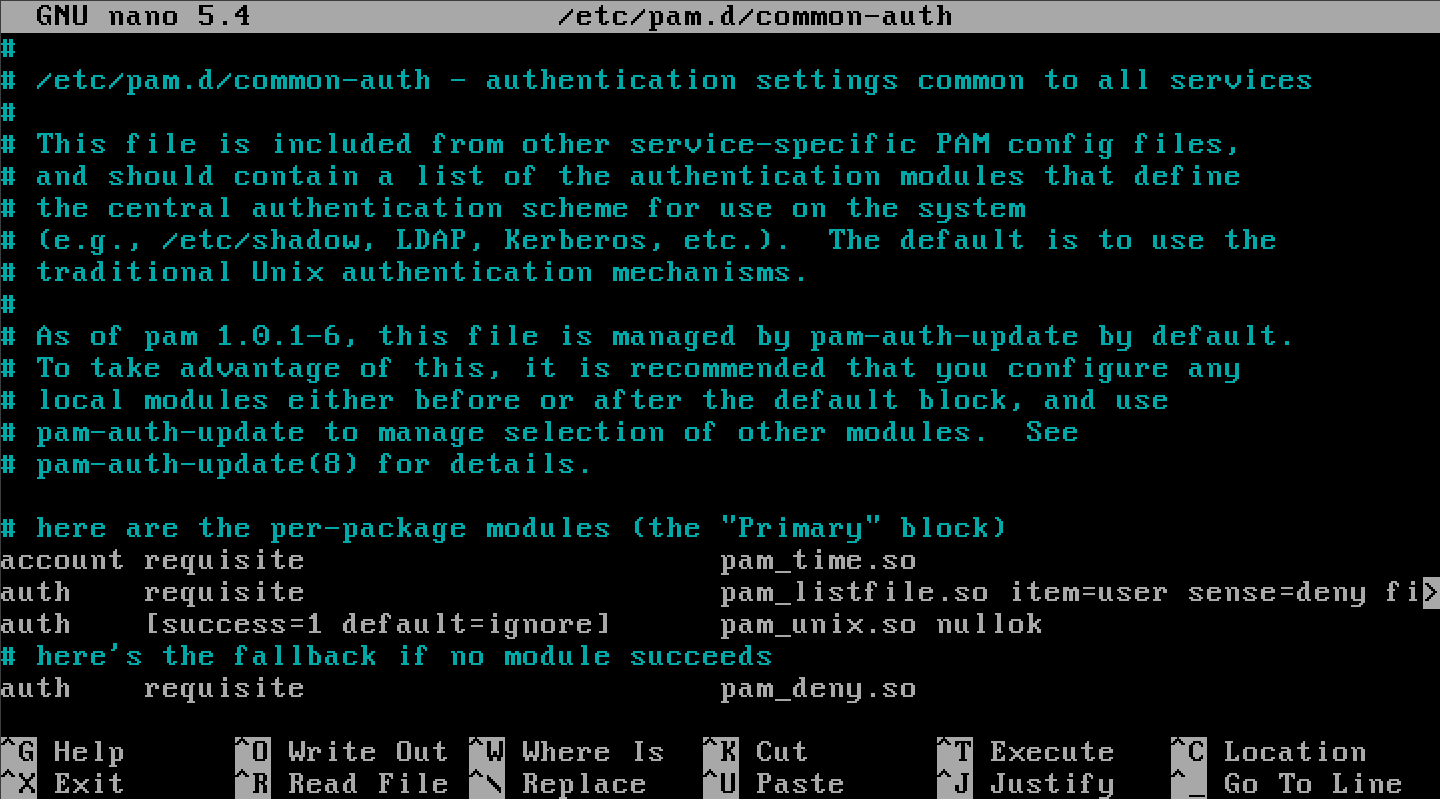 GNU nano 5.4 /etc/pam.d/common-auth
#
# /etc/pam.d/common-auth - authentication settings common to all services
#
# This file is included from other service-specific PAM config files,
# and should contain a list of the authentication modules that define
# the central authentication scheme for use on the system
# (e.g., /etc/shadow, LDAP, Kerberos, etc.).  The default is to use the
# traditional Unix authentication mechanisms.
#
# As of pam 1.0.1-6, this file is managed by pam-auth-update by default.
# To take advantage of this, it is recommended that you configure any
# local modules either before or after the default block, and use
# pam-auth-update to manage selection of other modules.  See
# pam-auth-update(8) for details.

# here are the per-package modules (the "Primary" block)
account requisite                       pam_time.so
auth    requisite                       pam_listfile.so item=user sense=deny fi>
auth    [success=1 default=ignore]      pam_unix.so nullok
# here's the fallback if no module succeeds
auth    requisite                       pam_deny.so

^G Help ^O Write Out ^W Where Is ^K Cut ^T Execute ^C Location
^X Exit ^R Read File ^\ Replace ^U Paste ^J Justify ^_ Go To Line